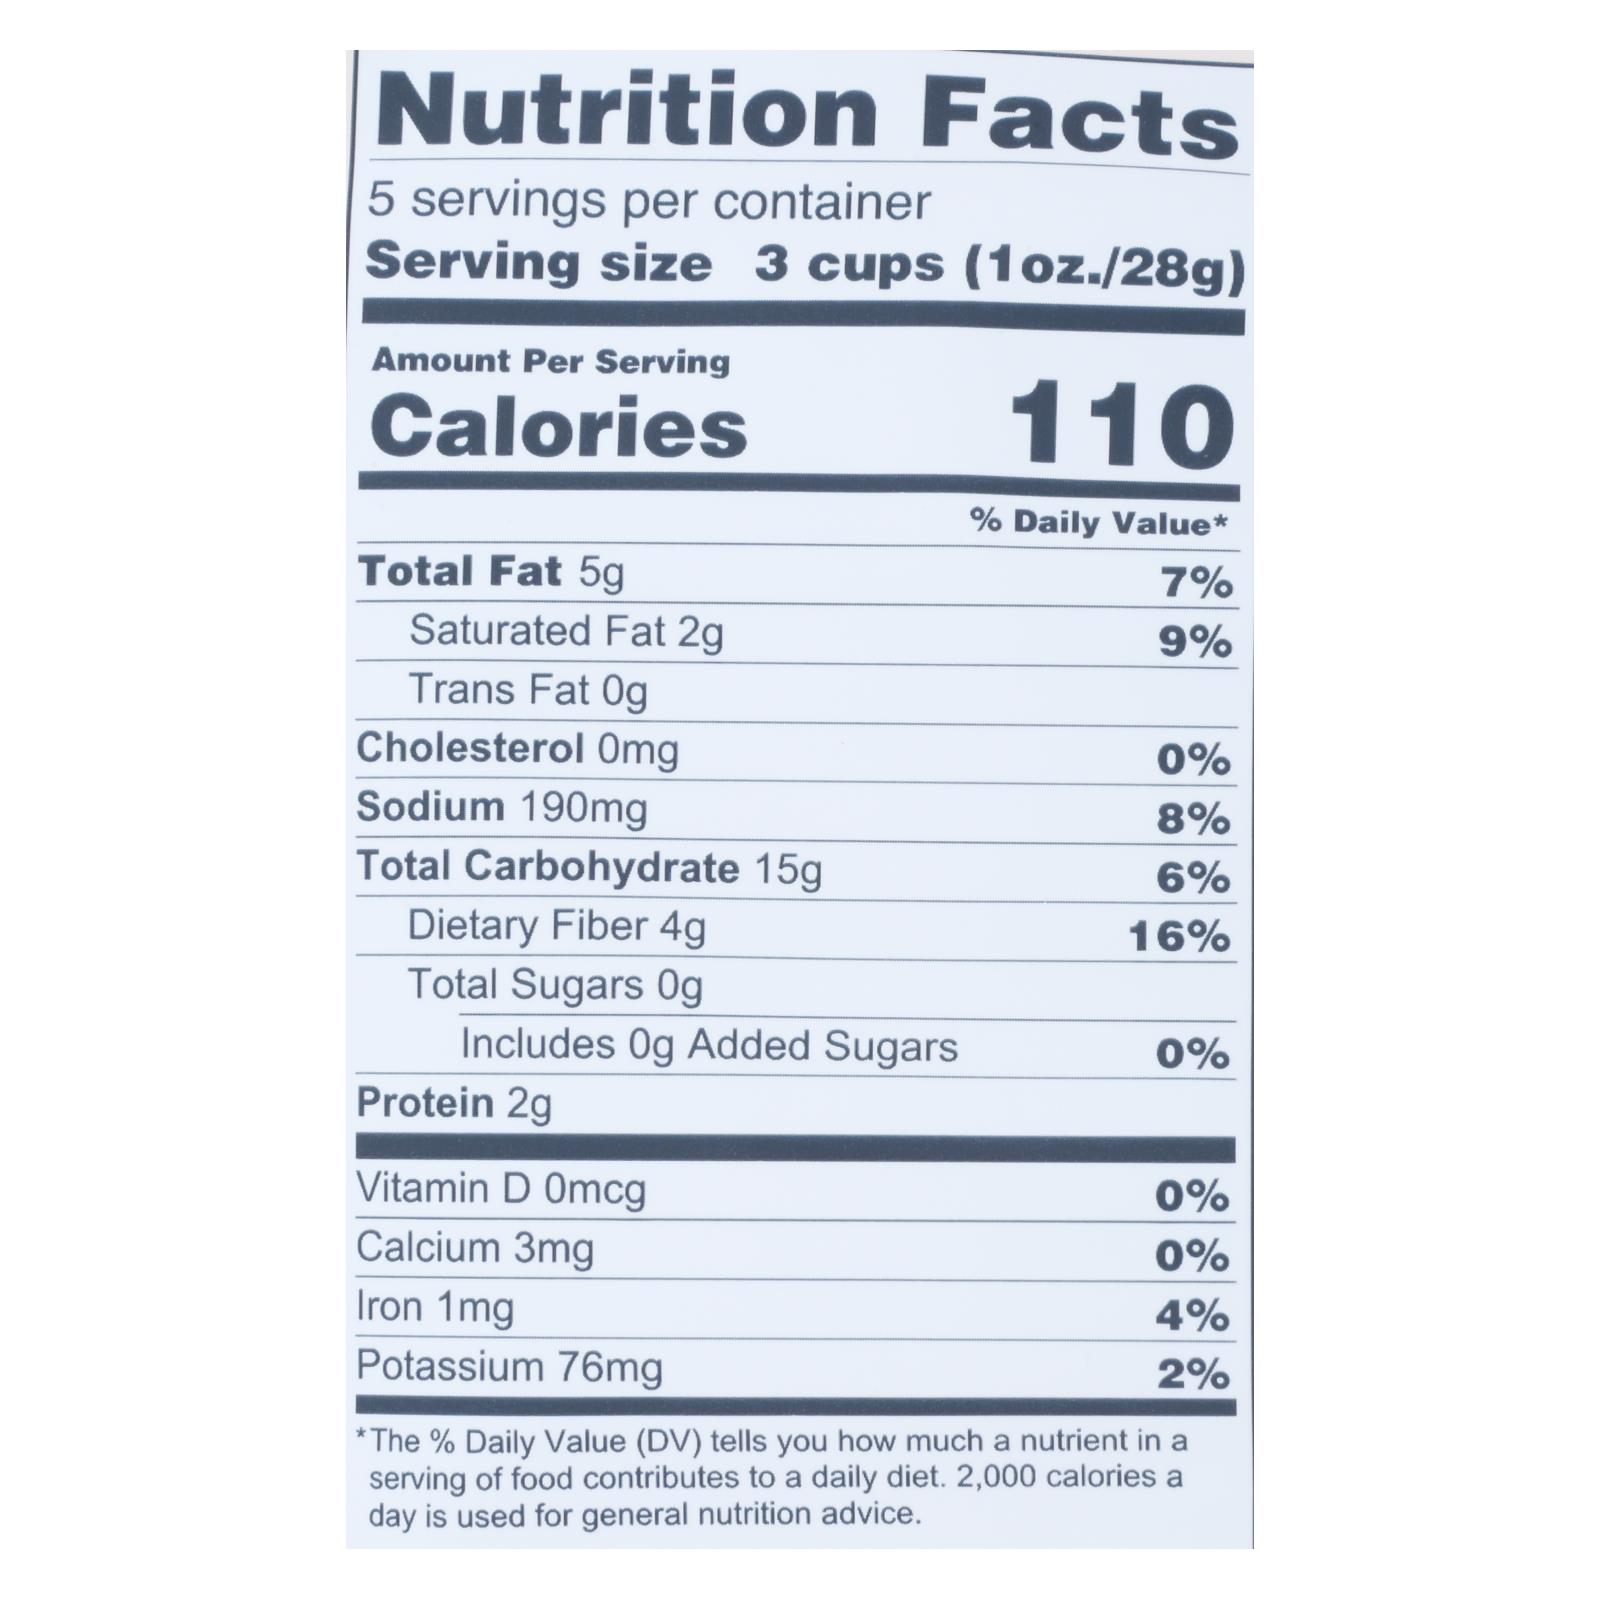 Nutrition Facts
5 servings per container
Serving size 3 cups (1oz./28g)
Amount Per Serving
Calories 110
% Daily Value*
Total Fat 5g 7%
Saturated Fat 2g 9%
Trans Fat 0g
Cholesterol 0mg 0%
Sodium 190mg 8%
Total Carbohydrate 15g 6%
Dietary Fiber 4g 16%
Total Sugars 0g
Includes 0g Added Sugars 0%
Protein 2g
Vitamin D 0mcg 0%
Calcium 3mg 0%
Iron 1mg 4%
Potassium 76mg 2%
*The % Daily Value (DV) tells you how much a nutrient in a
serving of food contributes to a daily diet. 2,000 calories a
day is used for general nutrition advice.